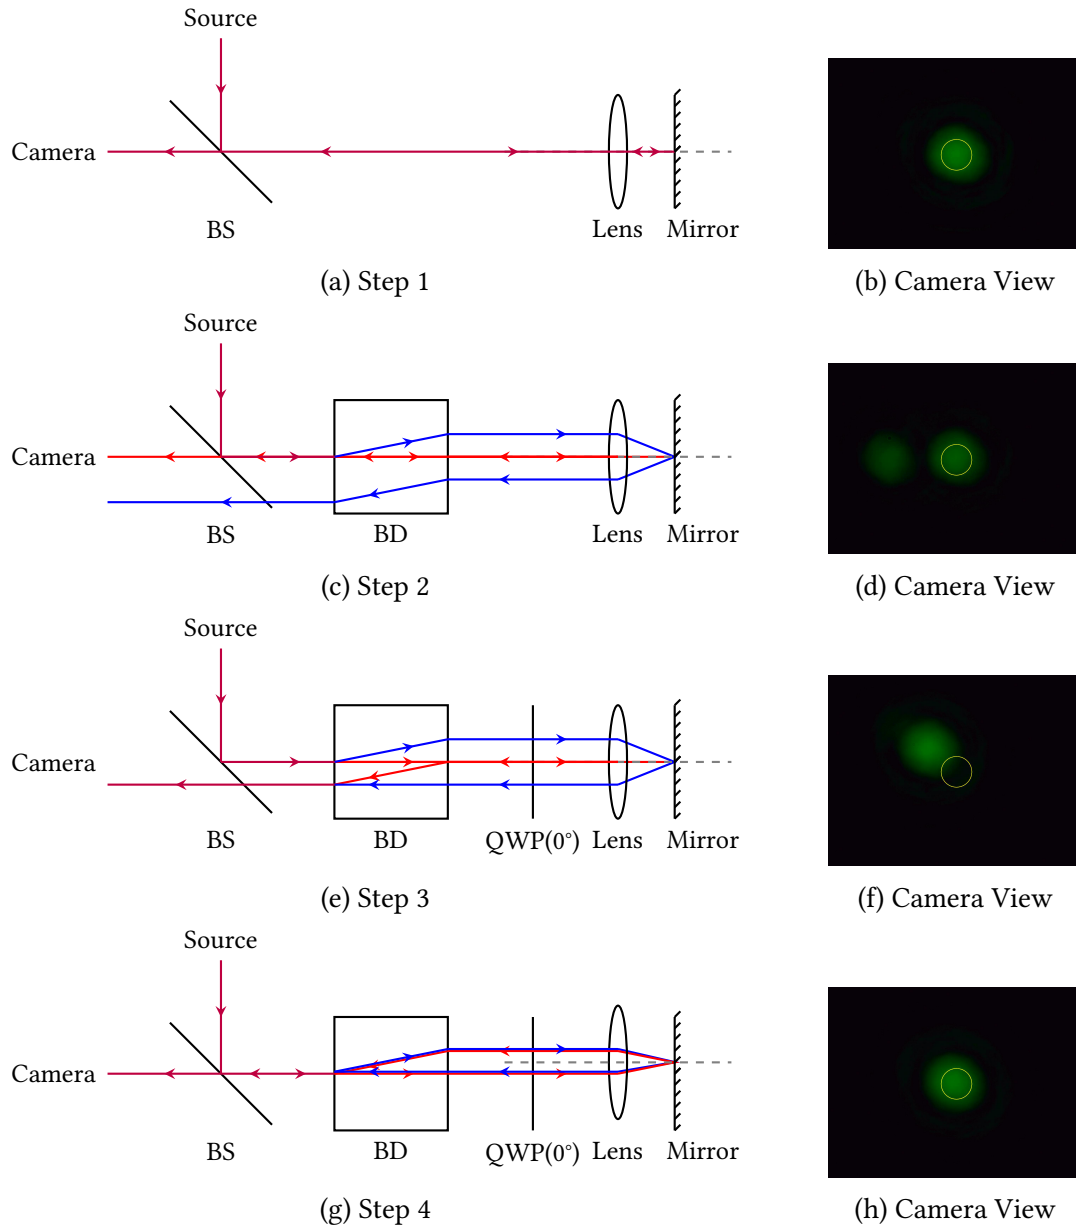 Source
Camera
BS
Lens
Mirror
(a) Step 1
(b) Camera View
Source
Camera
BS
BD
Lens
Mirror
(c) Step 2
(d) Camera View
Source
Camera
BS
BD
QWP(0°)
Lens
Mirror
(e) Step 3
(f) Camera View
Source
Camera
BS
BD
QWP(0°)
Lens
Mirror
(g) Step 4
(h) Camera View